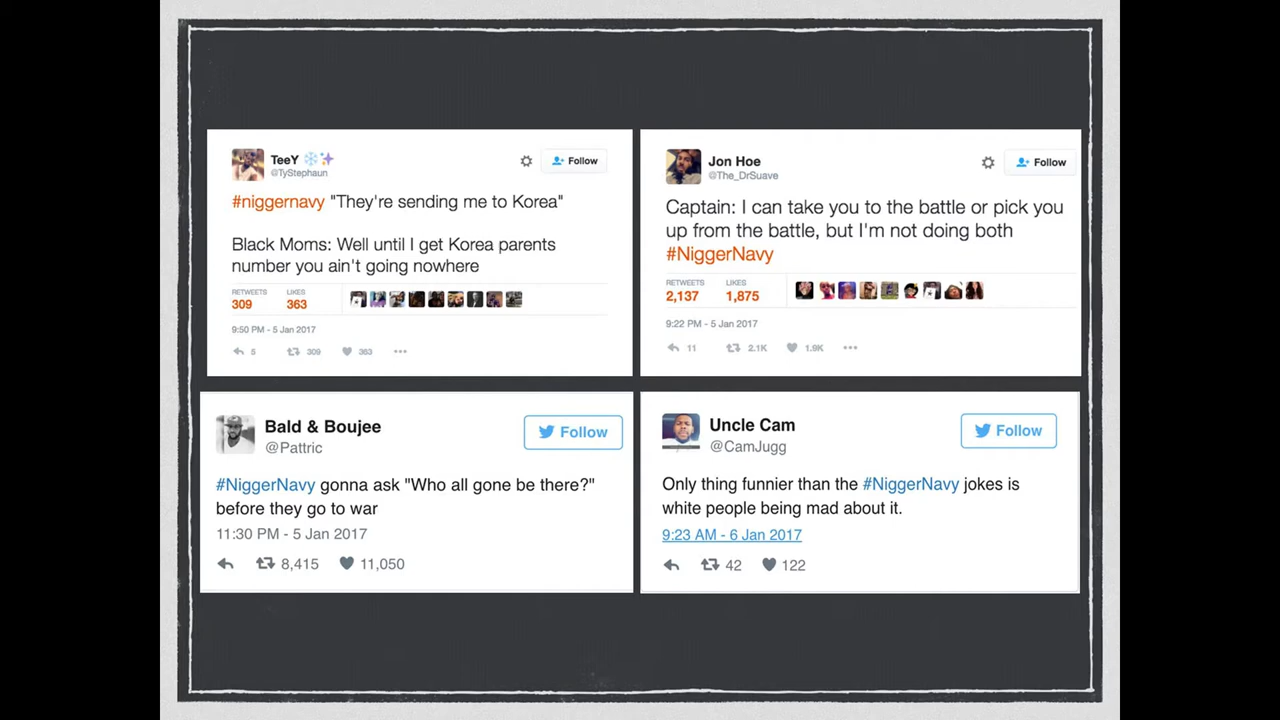 TeeY
@TyStephaun
Follow
#niggernavy "They're sending me to Korea"
Black Moms: Well until I get Korea parents
number you ain't going nowhere
RETWEETS LIKES
309 363
9:50 PM - 5 Jan 2017
5 309 363
Jon Hoe
@The_DrSuave
Follow
Captain: I can take you to the battle or pick you
up from the battle, but I'm not doing both
#NiggerNavy
RETWEETS LIKES
2,137 1,875
9:22 PM - 5 Jan 2017
11 2.1K 1.9K
Bald & Boujee
@Pattric
Follow
#NiggerNavy gonna ask "Who all gone be there?"
before they go to war
11:30 PM - 5 Jan 2017
8,415 11,050
Uncle Cam
@CamJugg
Follow
Only thing funnier than the #NiggerNavy jokes is
white people being mad about it.
9:23 AM - 6 Jan 2017
42 122